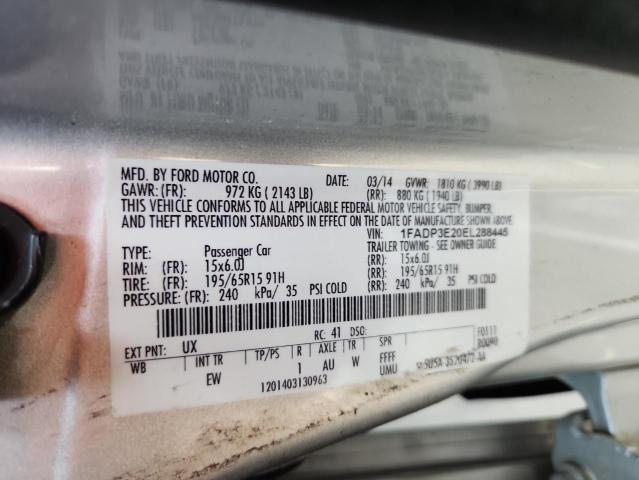 MFD. BY FORD MOTOR CO.
DATE: 03/14 GVWR: 1810 KG ( 3990 LB)
GAWR: (FR): 972 KG ( 2143 LB) (RR): 880 KG ( 1940 LB)
THIS VEHICLE CONFORMS TO ALL APPLICABLE FEDERAL MOTOR VEHICLE SAFETY, BUMPER,
AND THEFT PREVENTION STANDARDS IN EFFECT ON THE DATE OF MANUFACTURE SHOWN ABOVE.
VIN: 1FADP3E20EL288445
TYPE: Passenger Car TRAILER TOWING - SEE OWNER GUIDE
RIM: (FR): 15x6.0J (RR): 15x6.0J
TIRE: (FR): 195/65R15 91H (RR): 195/65R15 91H
PRESSURE: (FR): 240 kPa/ 35 PSI COLD (RR): 240 kPa/ 35 PSI COLD
F0111
EXT PNT: UX RC: 41 DSO:
WB INT TR TP/PS R AXLE TR SPR
EW 1 AU W FFFF
UMU
1201403130963